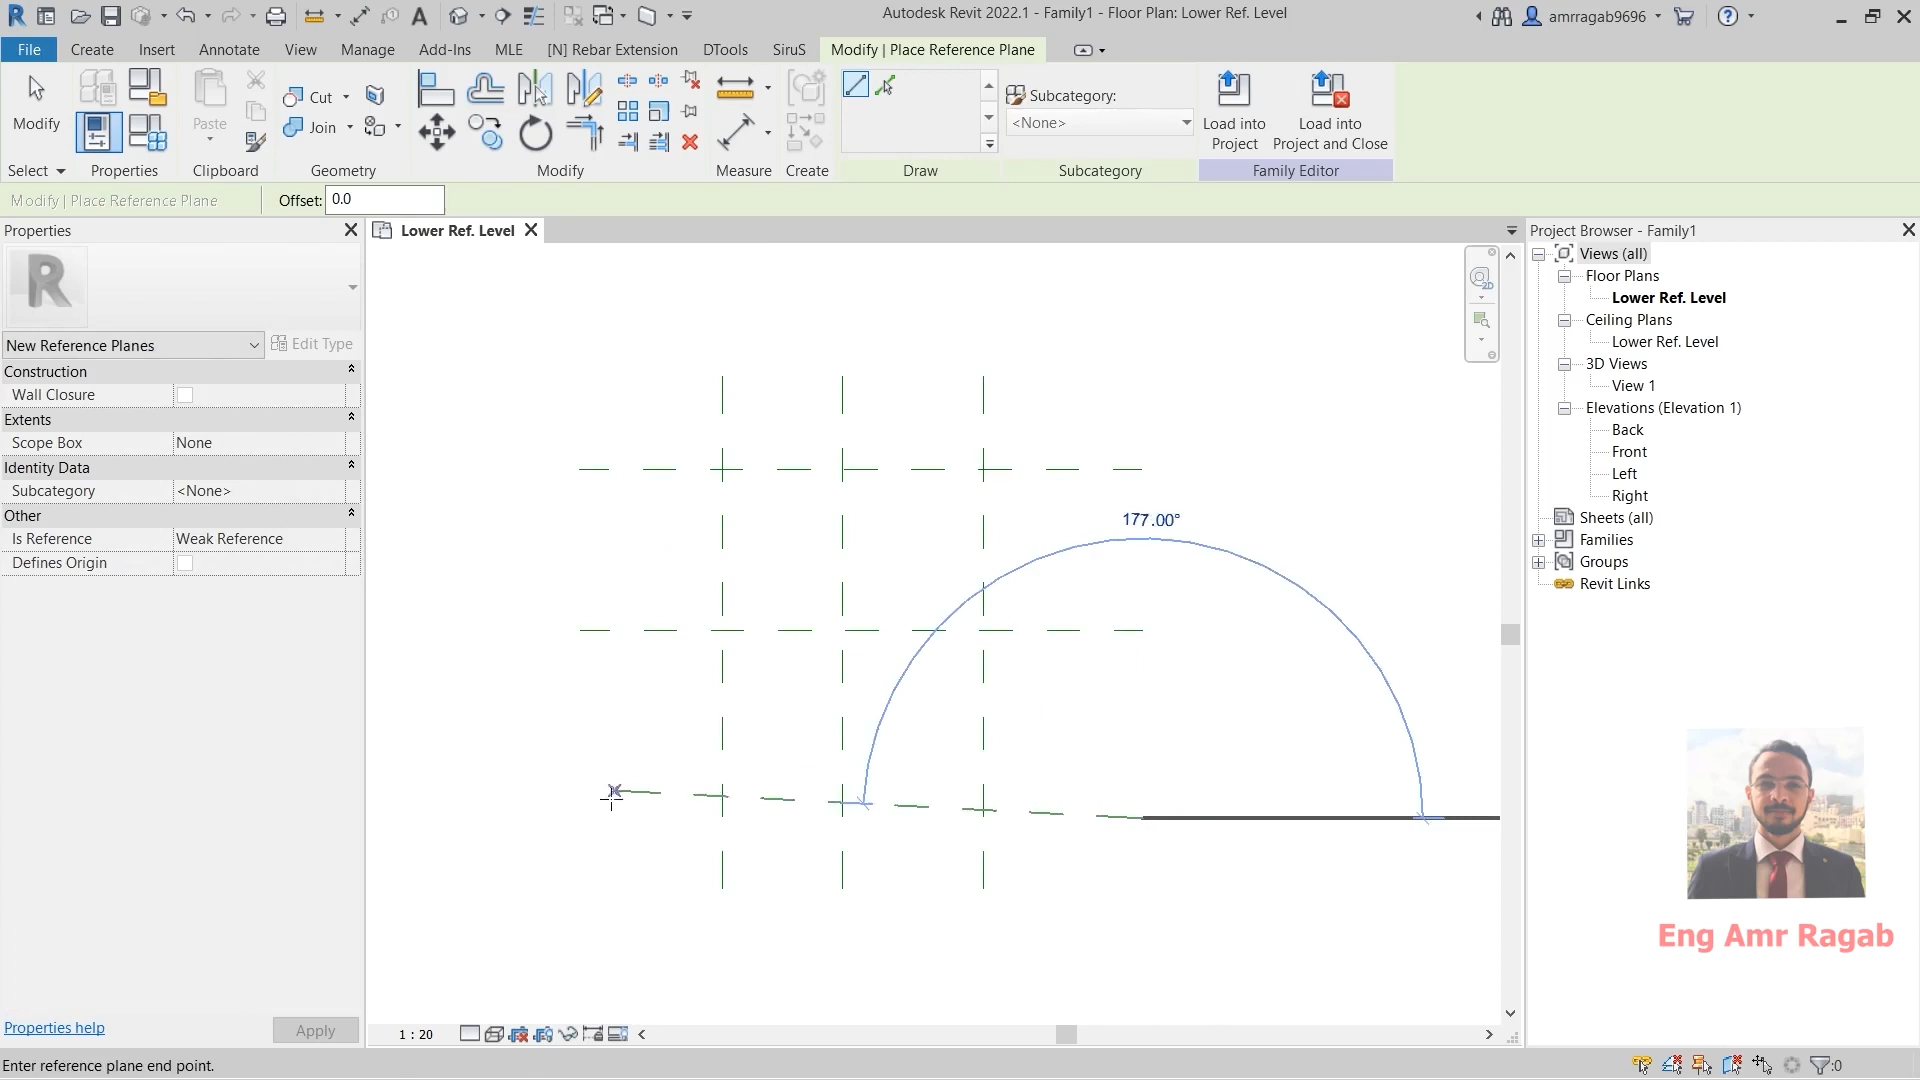 Autodesk Revit 2022.1 - Family1 - Floor Plan: Lower Ref. Level
amrragab9696
File Create Insert Annotate View Manage Add-Ins MLE [N] Rebar Extension DTools SiruS Modify | Place Reference Plane
Modify
Paste
Cut
Join
Subcategory:
<None>
Load into
Project
Load into
Project and Close
Select Properties Clipboard Geometry Modify Measure Create Draw Subcategory Family Editor
Modify | Place Reference Plane Offset: 0.0
Properties
R
New Reference Planes Edit Type
Construction
Wall Closure
Extents
Scope Box None
Identity Data
Subcategory <None>
Other
Is Reference Weak Reference
Defines Origin
Properties help Apply
Lower Ref. Level
2D
177.00°
1 : 20
Project Browser - Family1
Views (all)
Floor Plans
Lower Ref. Level
Ceiling Plans
Lower Ref. Level
3D Views
View 1
Elevations (Elevation 1)
Back
Front
Left
Right
Sheets (all)
Families
Groups
Revit Links
Eng Amr Ragab
Enter reference plane end point.
:0